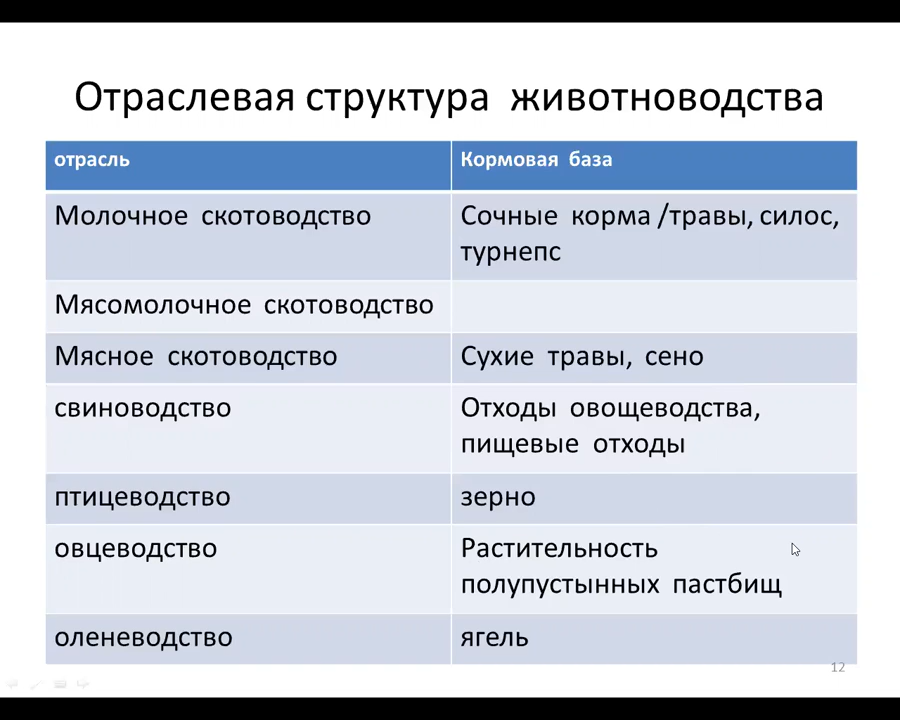 Отраслевая структура животноводства
отрасль
Кормовая база
Молочное скотоводство
Сочные корма /травы, силос,
турнепс
Мясомолочное скотоводство
Мясное скотоводство
Сухие травы, сено
свиноводство
Отходы овощеводства,
пищевые отходы
птицеводство
зерно
овцеводство
Растительность
полупустынных пастбищ
оленеводство
ягель
12